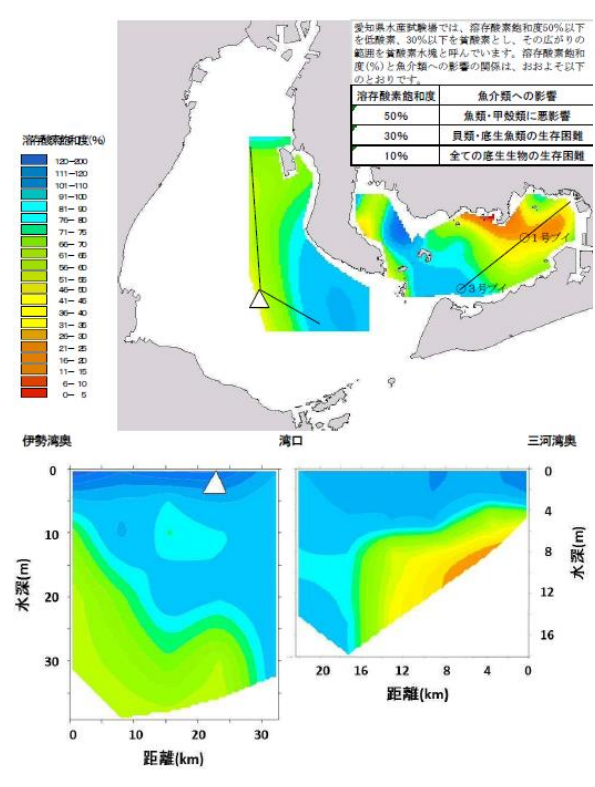 愛知県水産試験場では、溶存酸素飽和度50%以下
を低酸素、30%以下を貧酸素とし、その広がりの
範囲を貧酸素水塊と呼んでいます。溶存酸素飽和
度(%)と魚介類への影響の関係は、おおよそ以下
のとおりです。
溶存酸素飽和度 魚介類への影響
50% 魚類・甲殻類に悪影響
30% 貝類・底生魚類の生存困難
10% 全ての底生生物の生存困難
溶存酸素飽和度(%)
120-200
111-120
101-110
91-100
81-90
76-80
71-75
66-70
61-65
56-60
51-55
46-50
41-45
36-40
31-35
26-30
21-25
16-20
11-15
6-10
0-5
1号ブイ
3号ブイ
伊勢湾奥 湾口 三河湾奥
水深(m)
0
10
20
30
0 10 20 30
距離(km)
0
4
8
12
16
水深(m)
20 16 12 8 4 0
距離(km)